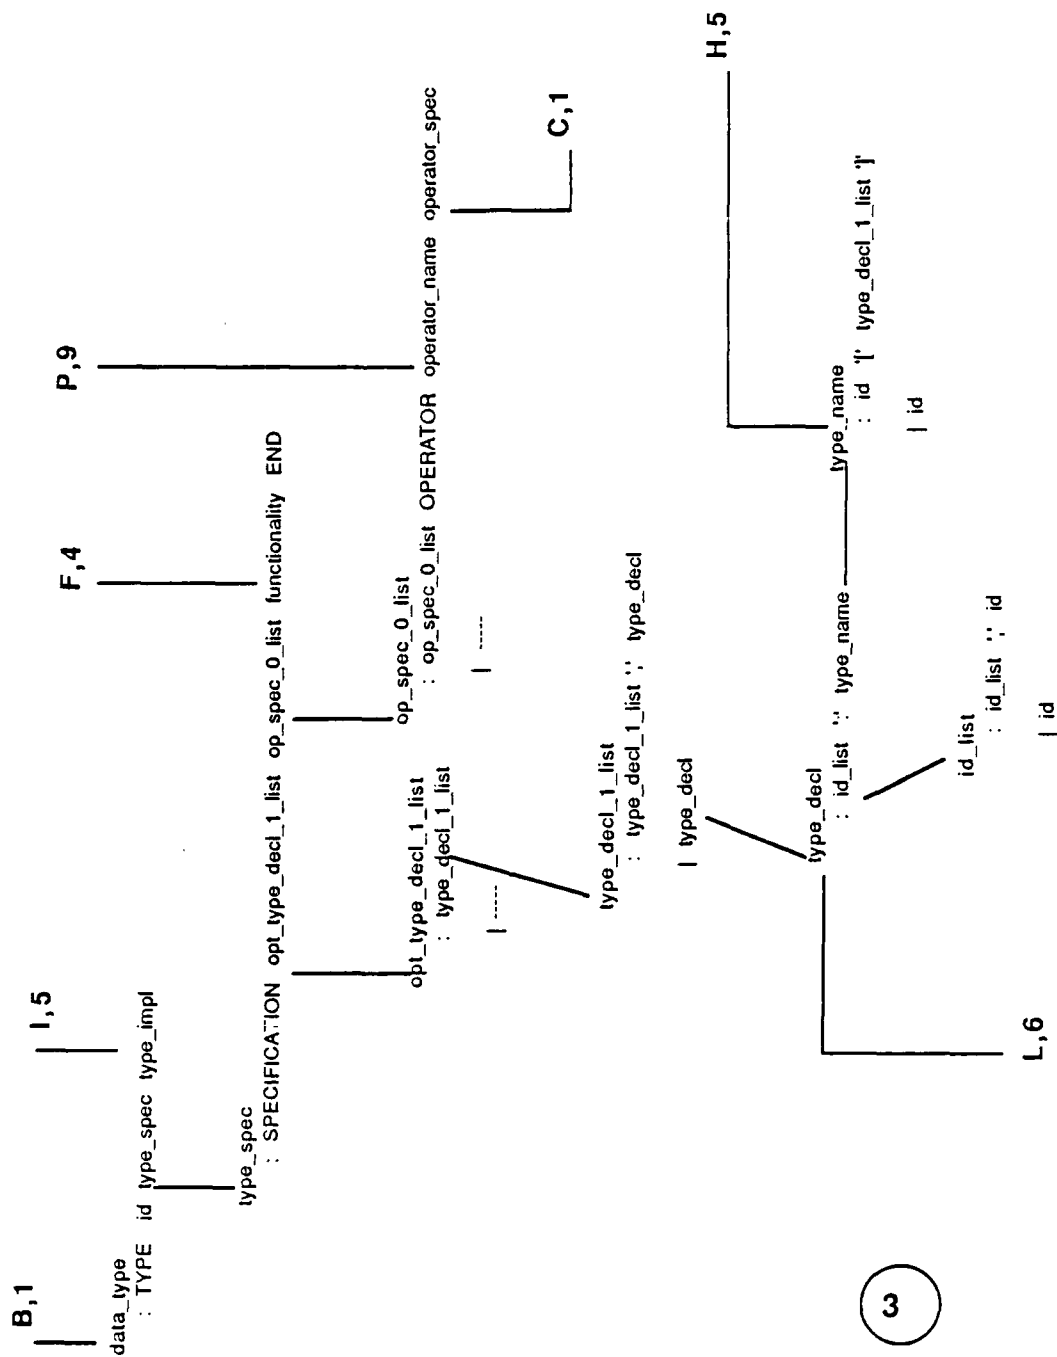 B,1
I,5
data_type
: TYPE id type_spec type_impl
F,4
P,9
type_spec
: SPECIFICATION opt_type_decl_1_list op_spec_0_list functionality END
op_spec_0_list
: op_spec_0_list OPERATOR operator_name operator_spec
| -----
opt_type_decl_1_list
: type_decl_1_list
| -----
C,1
type_decl_1_list
: type_decl_1_list ',' type_decl
| type_decl
H,5
type_decl
: id_list ':' type_name
type_name
: id '[' type_decl_1_list ']'
| id
id_list
: id_list ',' id
| id
L,6
3